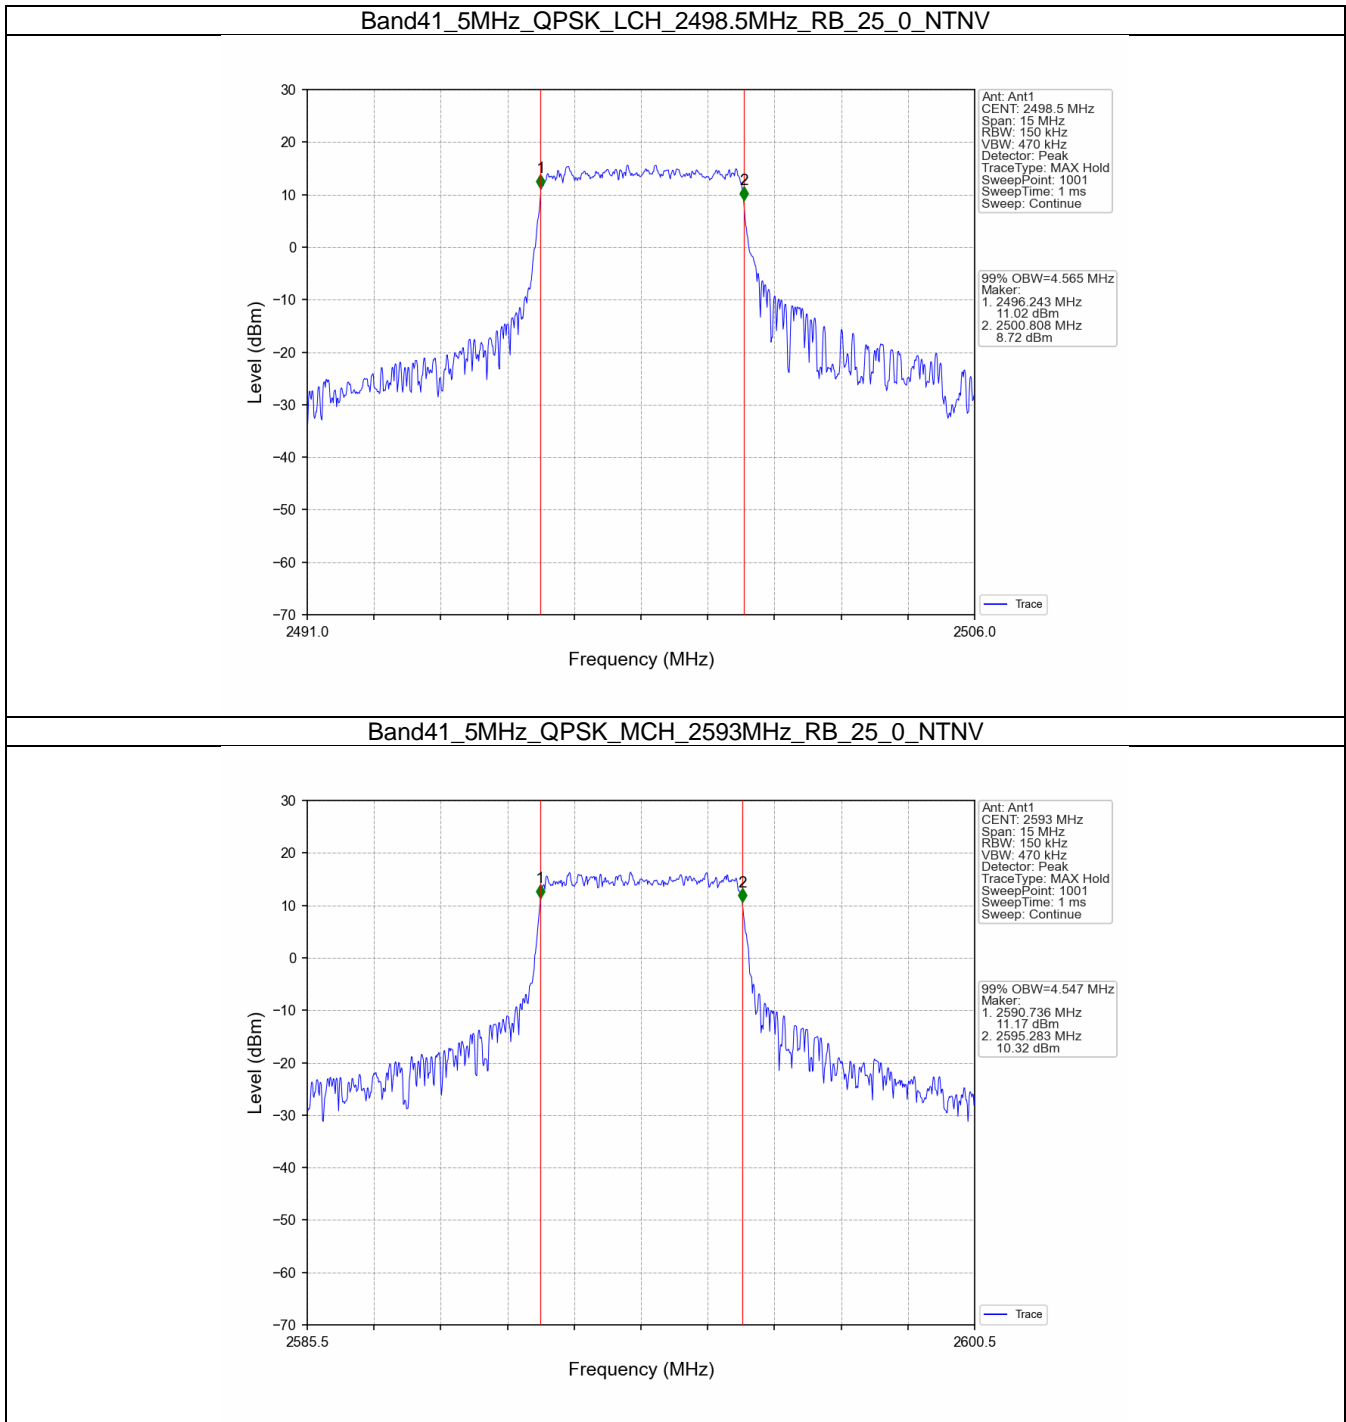 Band41_5MHz_QPSK_LCH_2498.5MHz_RB_25_0_NTNV
30
20
10
0
−10
−20
−30
−40
−50
−60
−70
Level (dBm)
1
2
2491.0
2506.0
Frequency (MHz)
Ant: Ant1
CENT: 2498.5 MHz
Span: 15 MHz
RBW: 150 kHz
VBW: 470 kHz
Detector: Peak
TraceType: MAX Hold
SweepPoint: 1001
SweepTime: 1 ms
Sweep: Continue
99% OBW=4.565 MHz
Maker:
1. 2496.243 MHz
11.02 dBm
2. 2500.808 MHz
8.72 dBm
Trace
Band41_5MHz_QPSK_MCH_2593MHz_RB_25_0_NTNV
30
20
10
0
−10
−20
−30
−40
−50
−60
−70
Level (dBm)
1
2
2585.5
2600.5
Frequency (MHz)
Ant: Ant1
CENT: 2593 MHz
Span: 15 MHz
RBW: 150 kHz
VBW: 470 kHz
Detector: Peak
TraceType: MAX Hold
SweepPoint: 1001
SweepTime: 1 ms
Sweep: Continue
99% OBW=4.547 MHz
Maker:
1. 2590.736 MHz
11.17 dBm
2. 2595.283 MHz
10.32 dBm
Trace